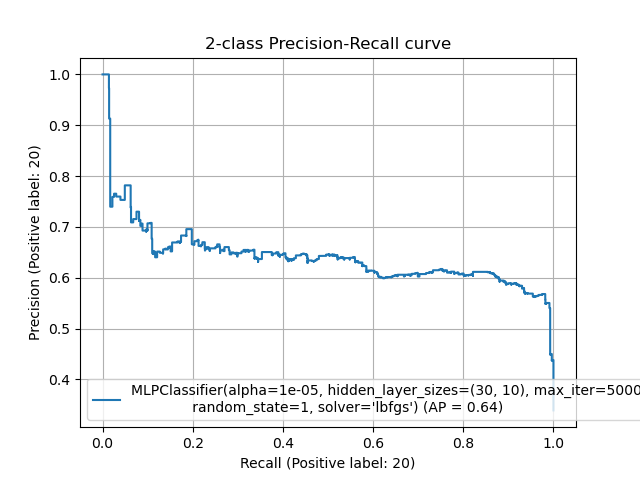 2-class Precision-Recall curve
1.0
0.9
0.8
0.7
0.6
0.5
0.4
Precision (Positive label: 20)
MLPClassifier(alpha=1e-05, hidden_layer_sizes=(30, 10), max_iter=5000
random_state=1, solver='lbfgs') (AP = 0.64)
0.0 0.2 0.4 0.6 0.8 1.0
Recall (Positive label: 20)